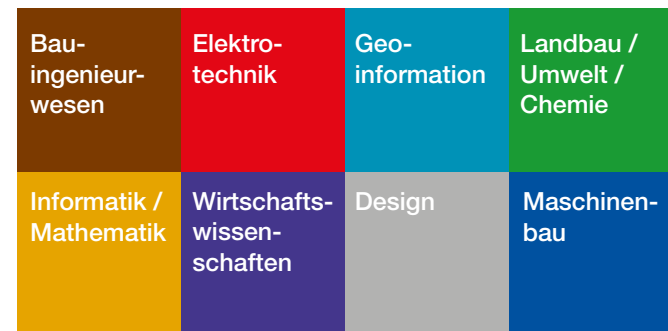 Bau-
ingenieur-
wesen
Elektro-
technik
Geo-
information
Landbau /
Umwelt /
Chemie
Informatik /
Mathematik
Wirtschafts-
wissen-
schaften
Design
Maschinen-
bau